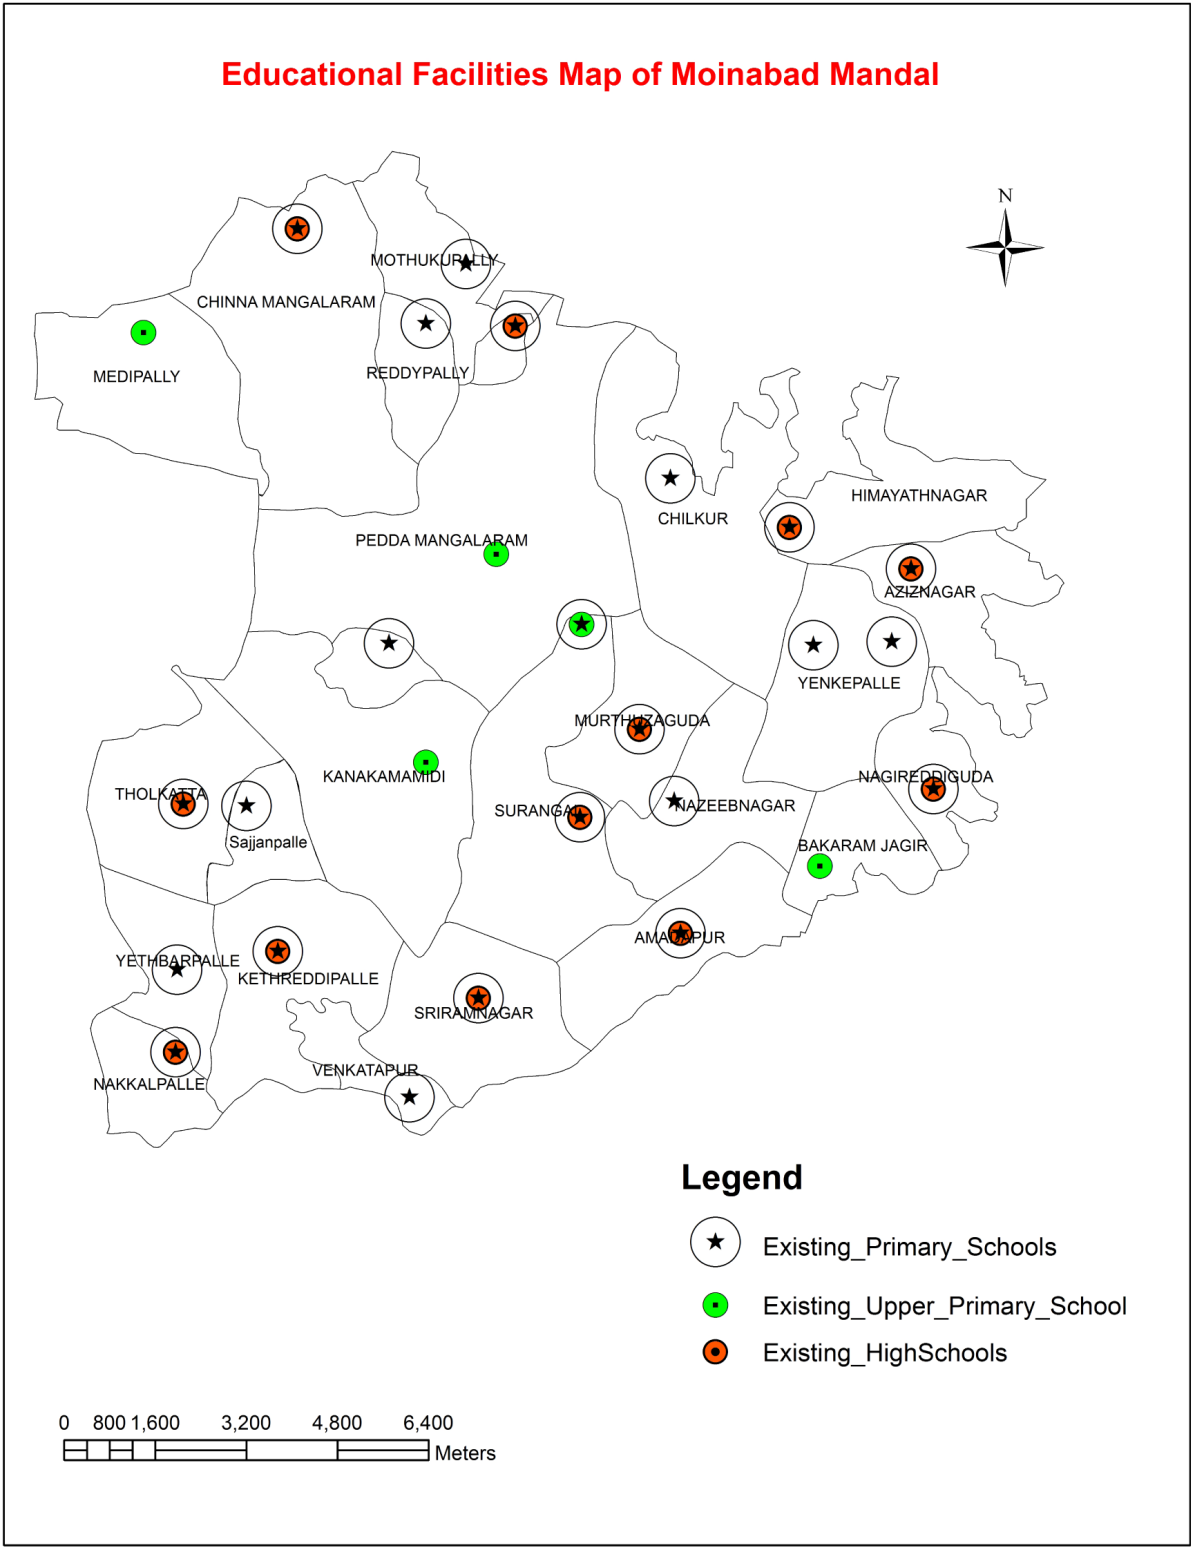 Educational Facilities Map of Moinabad Mandal
N
MOTHUKUPALLY
CHINNA MANGALARAM
REDDYPALLY
MEDIPALLY
HIMAYATHNAGAR
CHILKUR
PEDDA MANGALARAM
AZIZNAGAR
YENKEPALLE
MURTHUZAGUDA
KANAKAMAMIDI
NAGIREDDIGUDA
THOLKATTA
SURANGAL
NAZEEBNAGAR
Sajjanpalle
BAKARAM JAGIR
AMADAPUR
YETHBARPALLE
KETHREDDIPALLE
SRIRAMNAGAR
VENKATAPUR
NAKKALPALLE
Legend
Existing_Primary_Schools
Existing_Upper_Primary_School
Existing_HighSchools
0 800 1,600 3,200 4,800 6,400
Meters